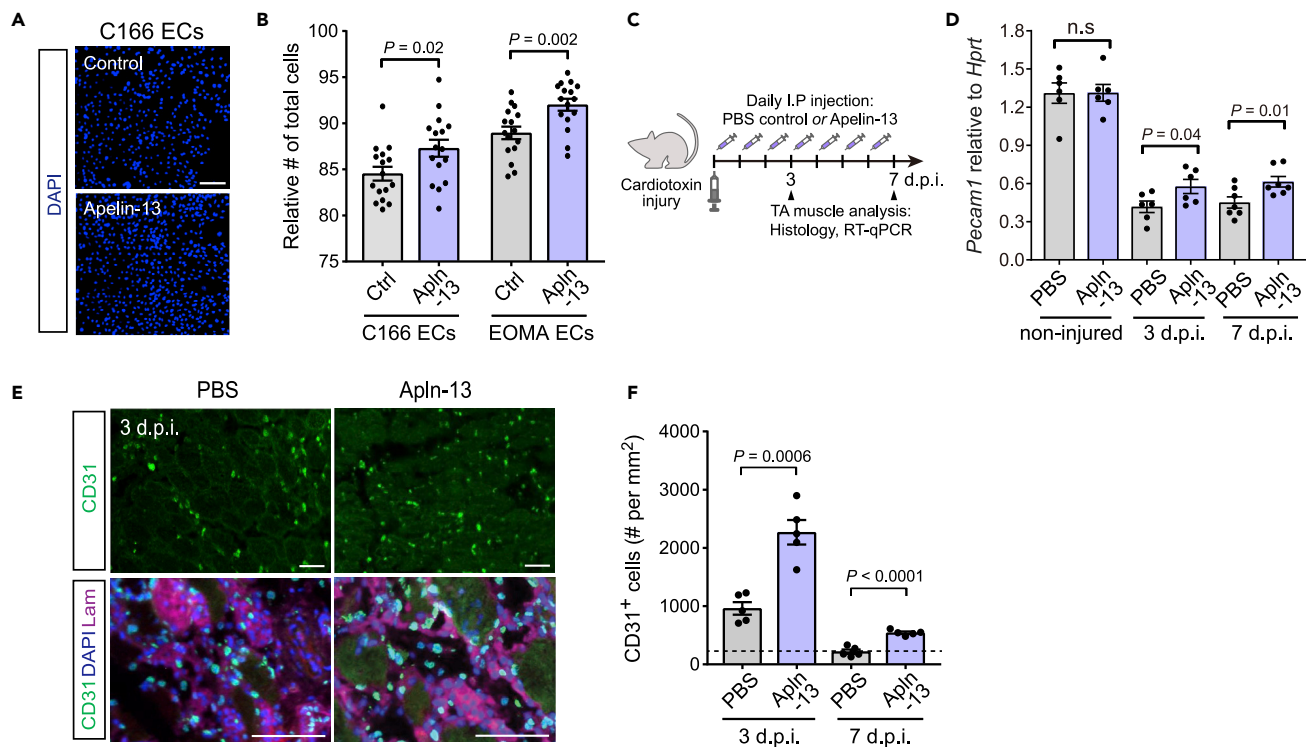 A
C166 ECs
DAPI
Control
Apelin-13
B
Relative # of total cells
100
95
90
85
80
75
P = 0.02
P = 0.002
Ctrl
Apln
-13
Ctrl
Apln
-13
C166 ECs
EOMA ECs
C
Daily I.P injection:
PBS control or Apelin-13
Cardiotoxin
injury
3
7 d.p.i.
TA muscle analysis:
Histology, RT-qPCR
D
Pecam1 relative to Hprt
1.8
1.5
1.2
0.9
0.6
0.3
0.0
n.s
P = 0.04
P = 0.01
PBS
Apln
-13
PBS
Apln
-13
PBS
Apln
-13
non-injured
3 d.p.i.
7 d.p.i.
E
PBS
Apln-13
CD31
3 d.p.i.
CD31 DAPI Lam
F
CD31+ cells (# per mm2)
4000
3000
2000
1000
0
P = 0.0006
P < 0.0001
PBS
Apln
-13
PBS
Apln
-13
3 d.p.i.
7 d.p.i.